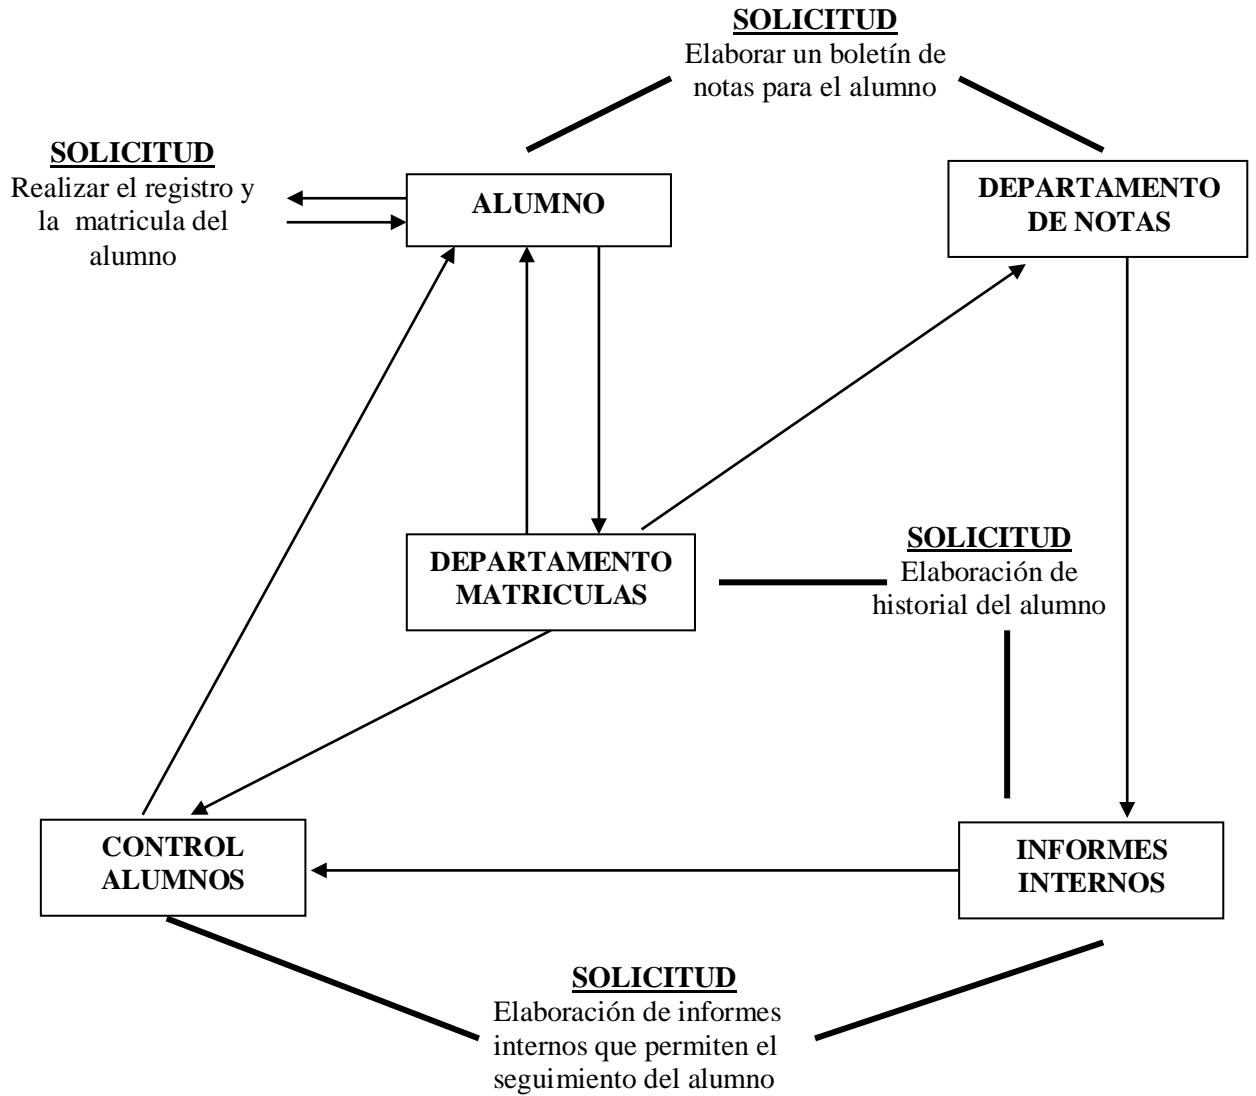 SOLICITUD
Elaborar un boletín de
notas para el alumno
SOLICITUD
Realizar el registro y
la matricula del
alumno
ALUMNO
DEPARTAMENTO
DE NOTAS
DEPARTAMENTO
MATRICULAS
SOLICITUD
Elaboración de
historial del alumno
CONTROL
ALUMNOS
INFORMES
INTERNOS
SOLICITUD
Elaboración de informes
internos que permiten el
seguimiento del alumno